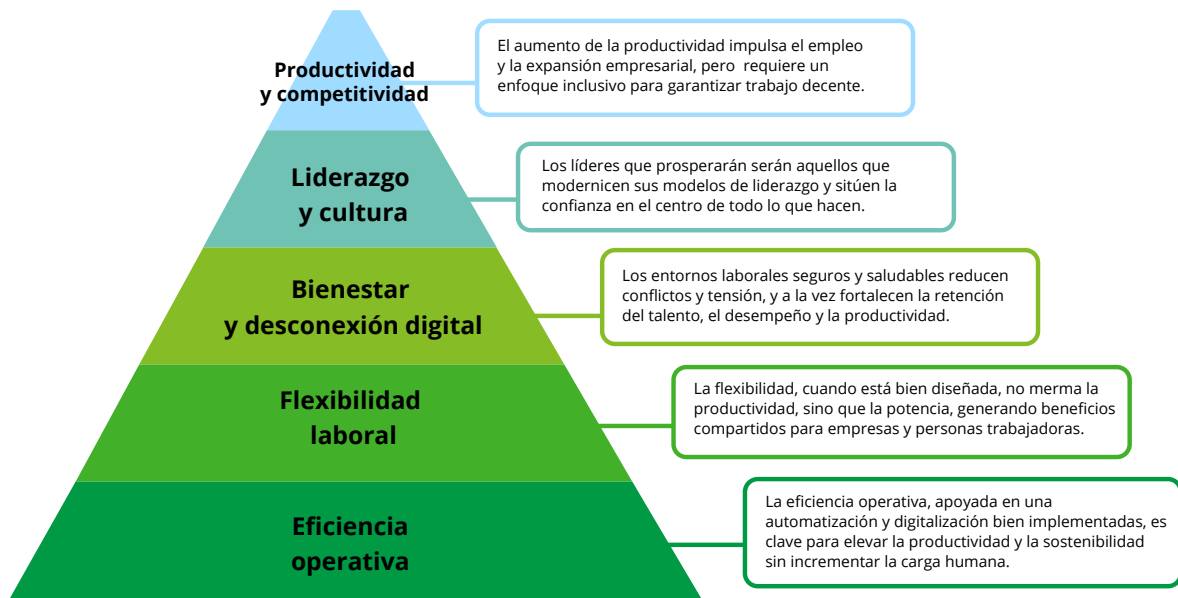 Productividad
y competitividad
El aumento de la productividad impulsa el empleo
y la expansión empresarial, pero requiere un
enfoque inclusivo para garantizar trabajo decente.
Liderazgo
y cultura
Los líderes que prosperarán serán aquellos que
modernicen sus modelos de liderazgo y sitúen la
confianza en el centro de todo lo que hacen.
Bienestar
y desconexión digital
Los entornos laborales seguros y saludables reducen
conflictos y tensión, y a la vez fortalecen la retención
del talento, el desempeño y la productividad.
Flexibilidad
laboral
La flexibilidad, cuando está bien diseñada, no merma la
productividad, sino que la potencia, generando beneficios
compartidos para empresas y personas trabajadoras.
Eficiencia
operativa
La eficiencia operativa, apoyada en una
automatización y digitalización bien implementadas, es
clave para elevar la productividad y la sostenibilidad
sin incrementar la carga humana.